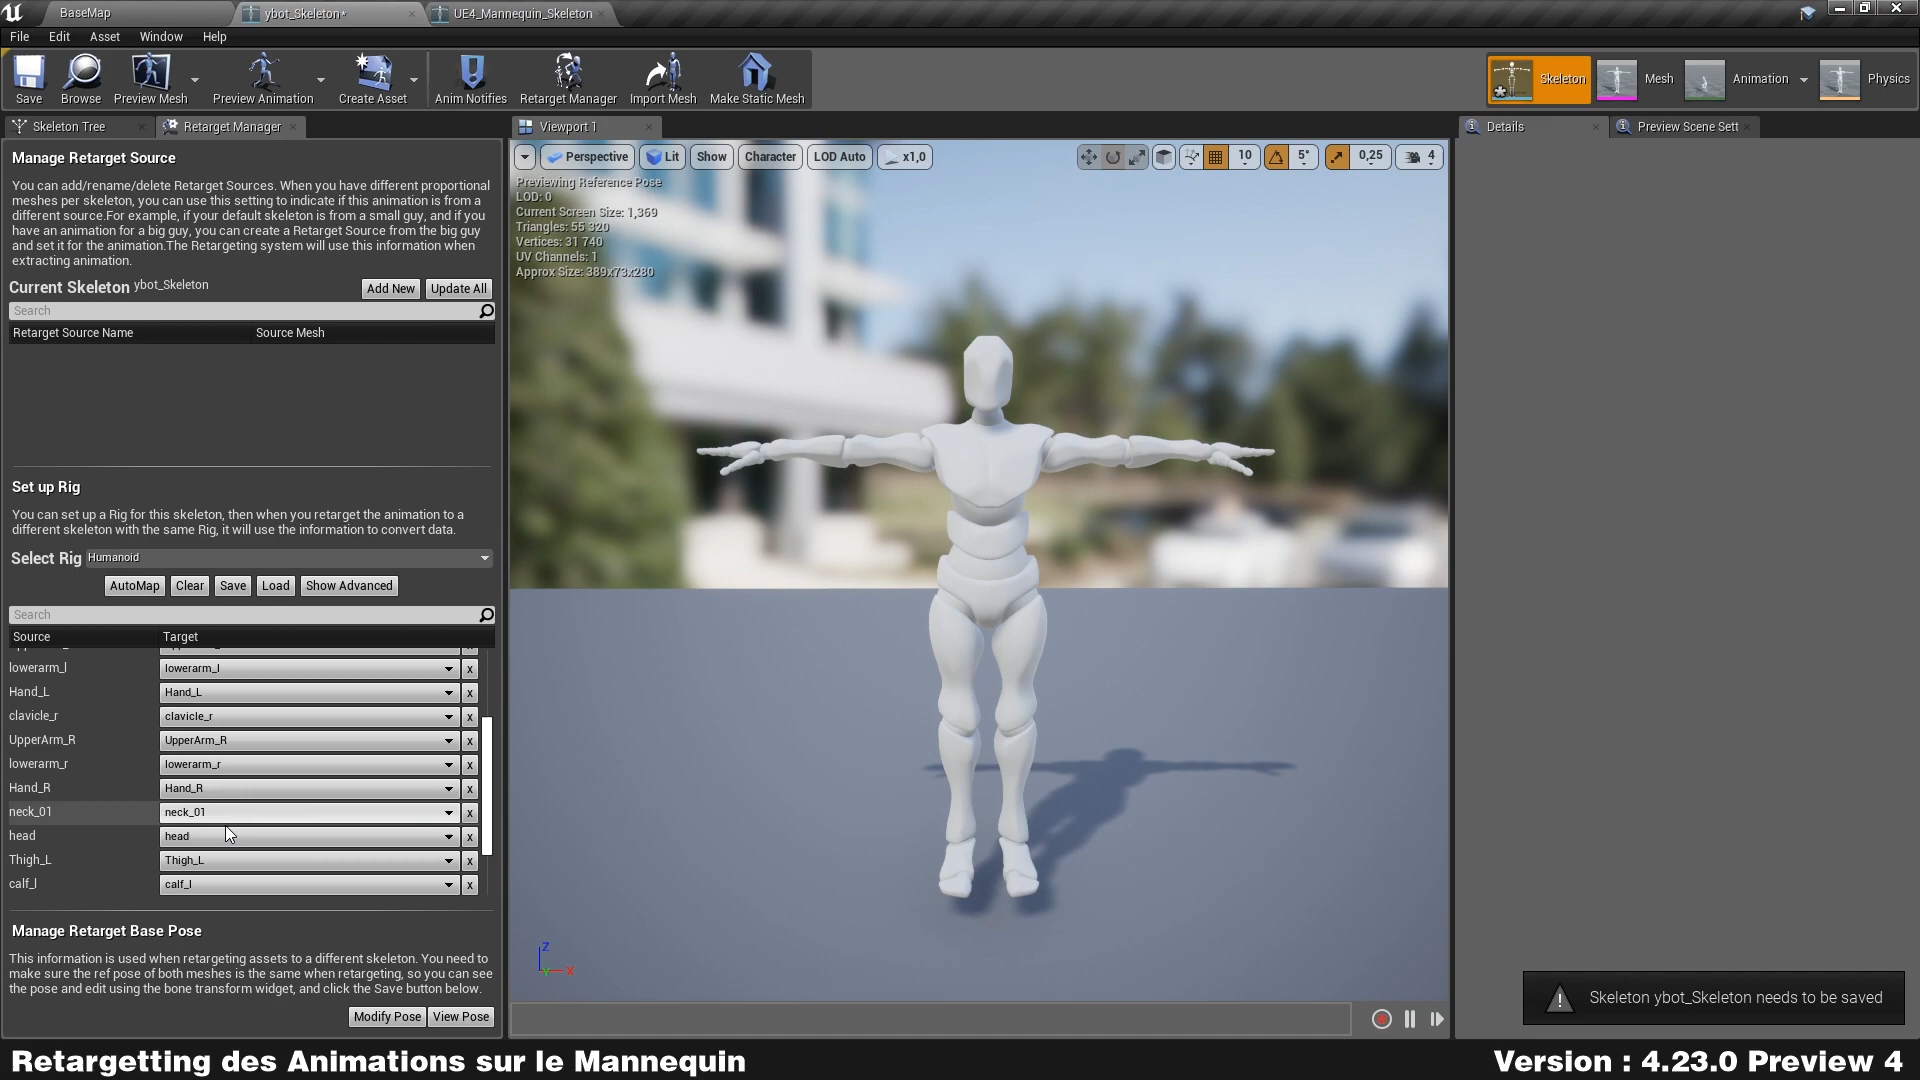 BaseMap
ybot_Skeleton*
UE4_Mannequin_Skeleton
File Edit Asset Window Help
Save
Browse
Preview Mesh
Preview Animation
Create Asset
Anim Notifies
Retarget Manager
Import Mesh
Make Static Mesh
Skeleton
Mesh
Animation
Physics
Skeleton Tree
Retarget Manager
Viewport 1
Details
Preview Scene Sett
Manage Retarget Source
You can add/rename/delete Retarget Sources. When you have different proportional
meshes per skeleton, you can use this setting to indicate if this animation is from a
different source.For example, if your default skeleton is from a small guy, and if you
have an animation for a big guy, you can create a Retarget Source from the big guy
and set it for the animation.The Retargeting system will use this information when
extracting animation.
Current Skeleton ybot_Skeleton
Add New
Update All
Search
Retarget Source Name Source Mesh
Set up Rig
You can set up a Rig for this skeleton, then when you retarget the animation to a
different skeleton with the same Rig, it will use the information to convert data.
Select Rig Humanoid
AutoMap Clear Save Load Show Advanced
Search
Source Target
lowerarm_l lowerarm_l x
Hand_L Hand_L x
clavicle_r clavicle_r x
UpperArm_R UpperArm_R x
lowerarm_r lowerarm_r x
Hand_R Hand_R x
neck_01 neck_01 x
head head x
Thigh_L Thigh_L x
calf_l calf_l x
Manage Retarget Base Pose
This information is used when retargeting assets to a different skeleton. You need to
make sure the ref pose of both meshes is the same when retargeting, so you can see
the pose and edit using the bone transform widget, and click the Save button below.
Modify Pose View Pose
Perspective Lit Show Character LOD Auto x1,0
10 5° 0,25 4
Previewing Reference Pose
LOD: 0
Current Screen Size: 1,369
Triangles: 55 320
Vertices: 31 740
UV Channels: 1
Approx Size: 389x73x280
Z
X
Skeleton ybot_Skeleton needs to be saved
Retargetting des Animations sur le Mannequin
Version : 4.23.0 Preview 4